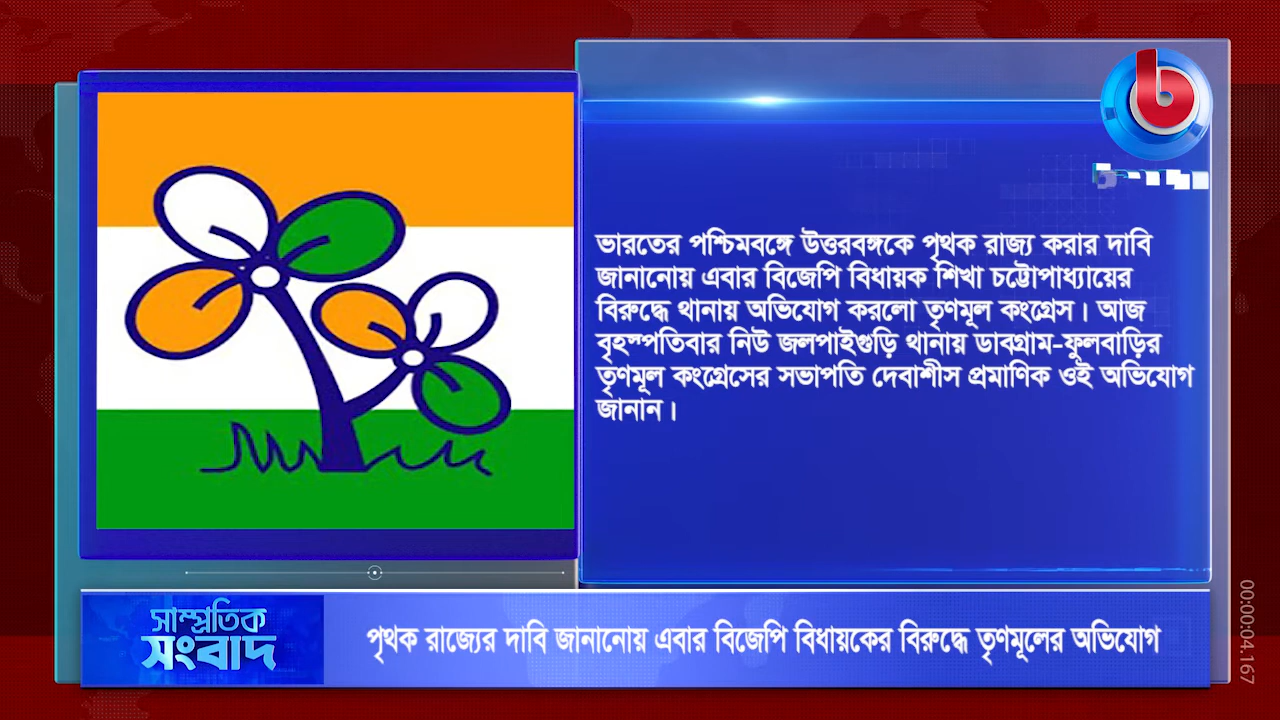 ভারতের পশ্চিমবঙ্গে উত্তরবঙ্গকে পৃথক রাজ্য করার দাবি
জানানোয় এবার বিজেপি বিধায়ক শিখা চট্টোপাধ্যায়ের
বিরুদ্ধে থানায় অভিযোগ করলো তৃণমূল কংগ্রেস। আজ
বৃহস্পতিবার নিউ জলপাইগুড়ি থানায় ডাবগ্রাম-ফুলবাড়ির
তৃণমূল কংগ্রেসের সভাপতি দেবাশীস প্রমাণিক ওই অভিযোগ
জানান।
সাম্প্রতিক
সংবাদ
পৃথক রাজ্যের দাবি জানানোয় এবার বিজেপি বিধায়কের বিরুদ্ধে তৃণমূলের অভিযোগ
00:00:04.167
b